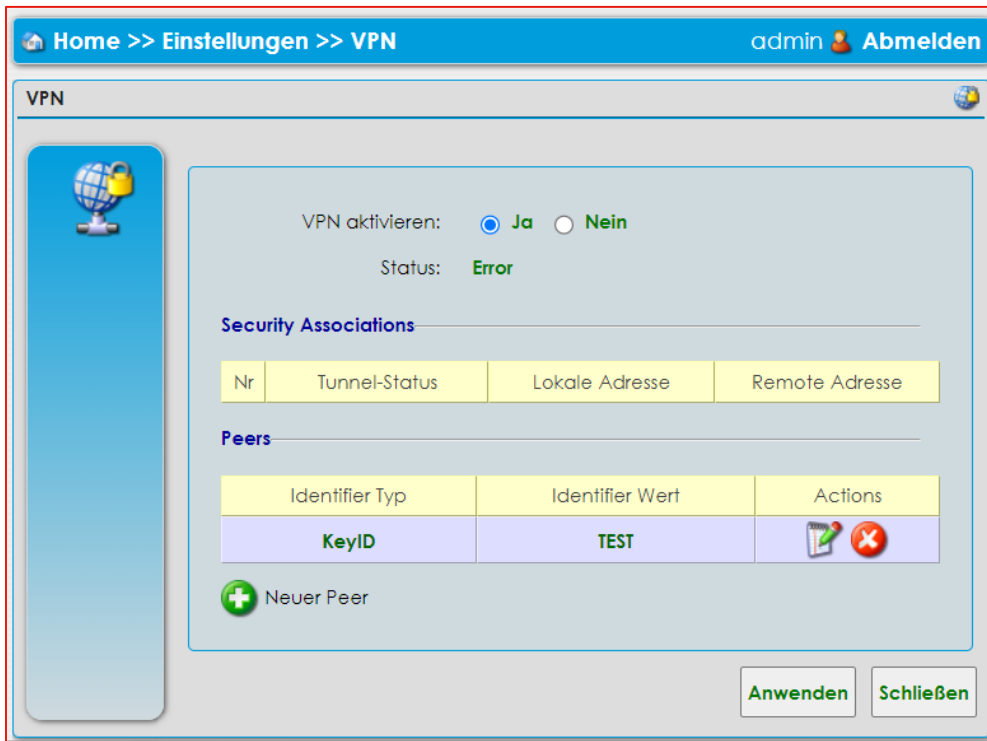 Home >> Einstellungen >> VPN admin Abmelden
VPN
VPN aktivieren: Ja Nein
Status: Error
Security Associations
Nr Tunnel-Status Lokale Adresse Remote Adresse
Peers
Identifier Typ Identifier Wert Actions
KeyID TEST
Neuer Peer
Anwenden Schließen